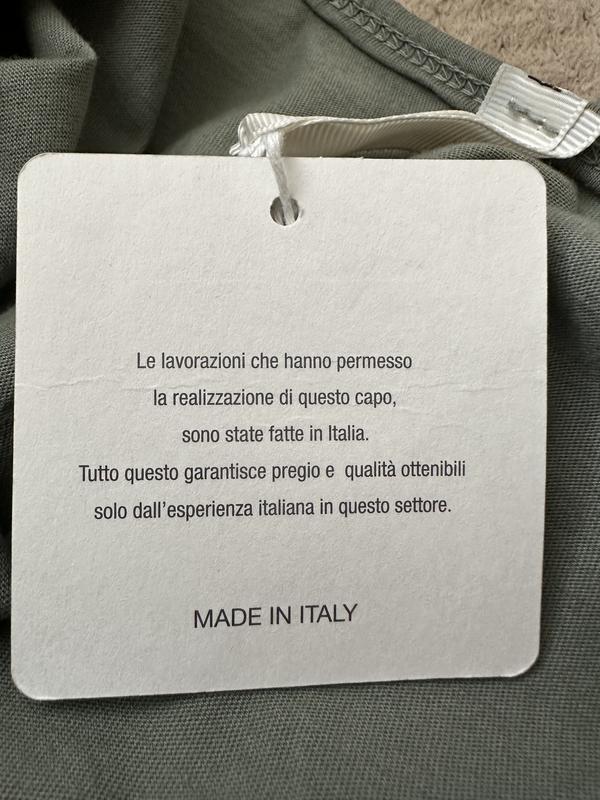 Le lavorazioni che hanno permesso
la realizzazione di questo capo,
sono state fatte in Italia.
Tutto questo garantisce pregio e qualità ottenibili
solo dall'esperienza italiana in questo settore.
MADE IN ITALY